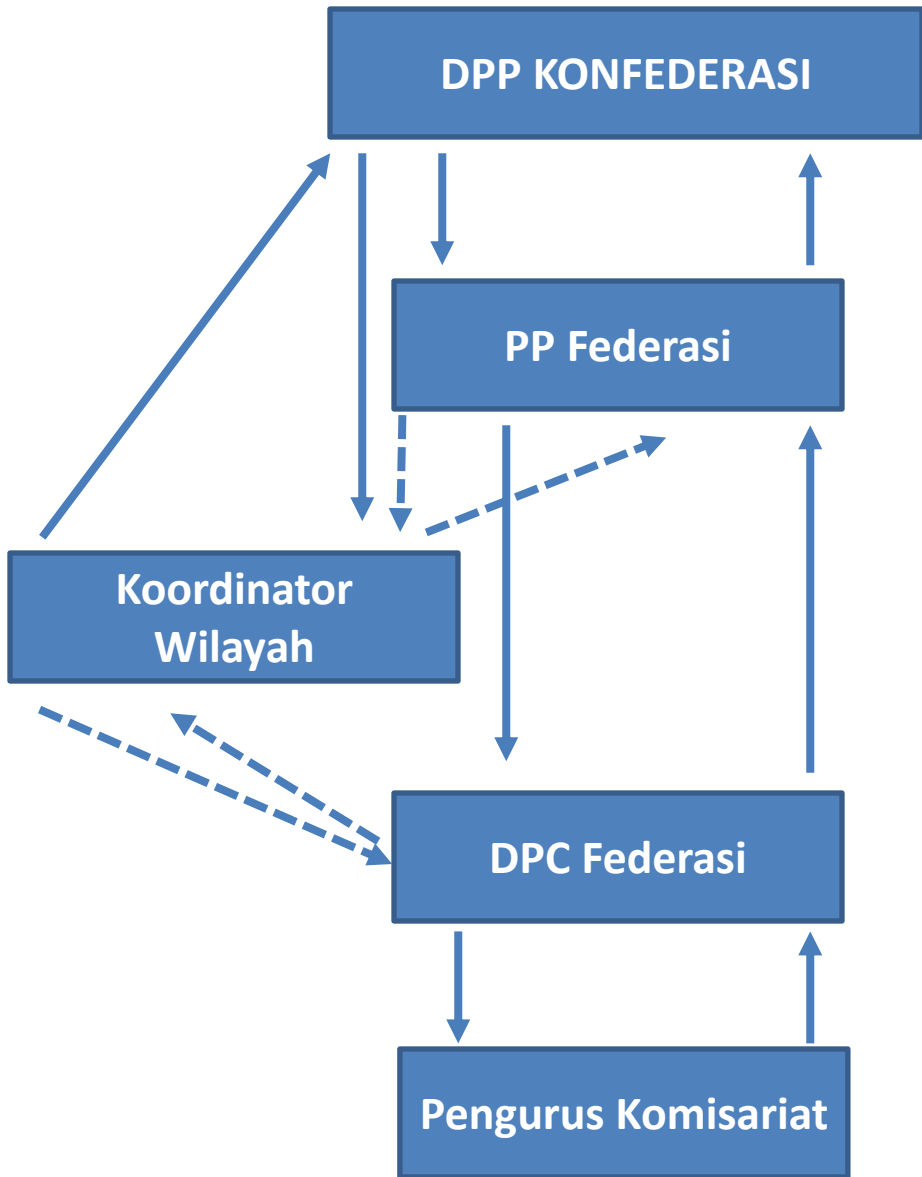 DPP KONFEDERASI
PP Federasi
Koordinator
Wilayah
DPC Federasi
Pengurus Komisariat